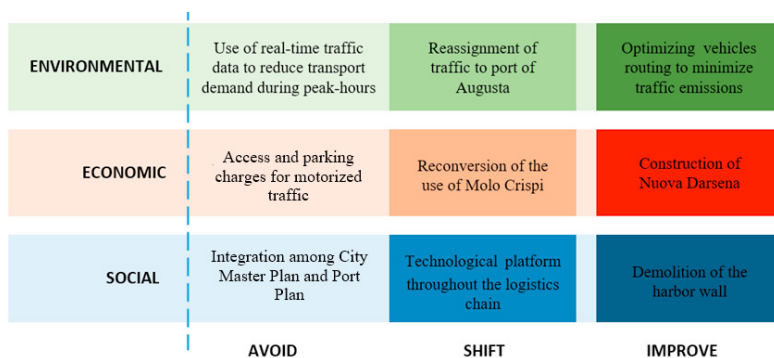 ENVIRONMENTAL
Use of real-time traffic
data to reduce transport
demand during peak-hours
Reassignment of
traffic to port of
Augusta
Optimizing vehicles
routing to minimize
traffic emissions
ECONOMIC
Access and parking
charges for motorized
traffic
Reconversion of the
use of Molo Crispi
Construction of
Nuova Darsena
SOCIAL
Integration among City
Master Plan and Port
Plan
Technological platform
throughout the logistics
chain
Demolition of the
harbor wall
AVOID
SHIFT
IMPROVE